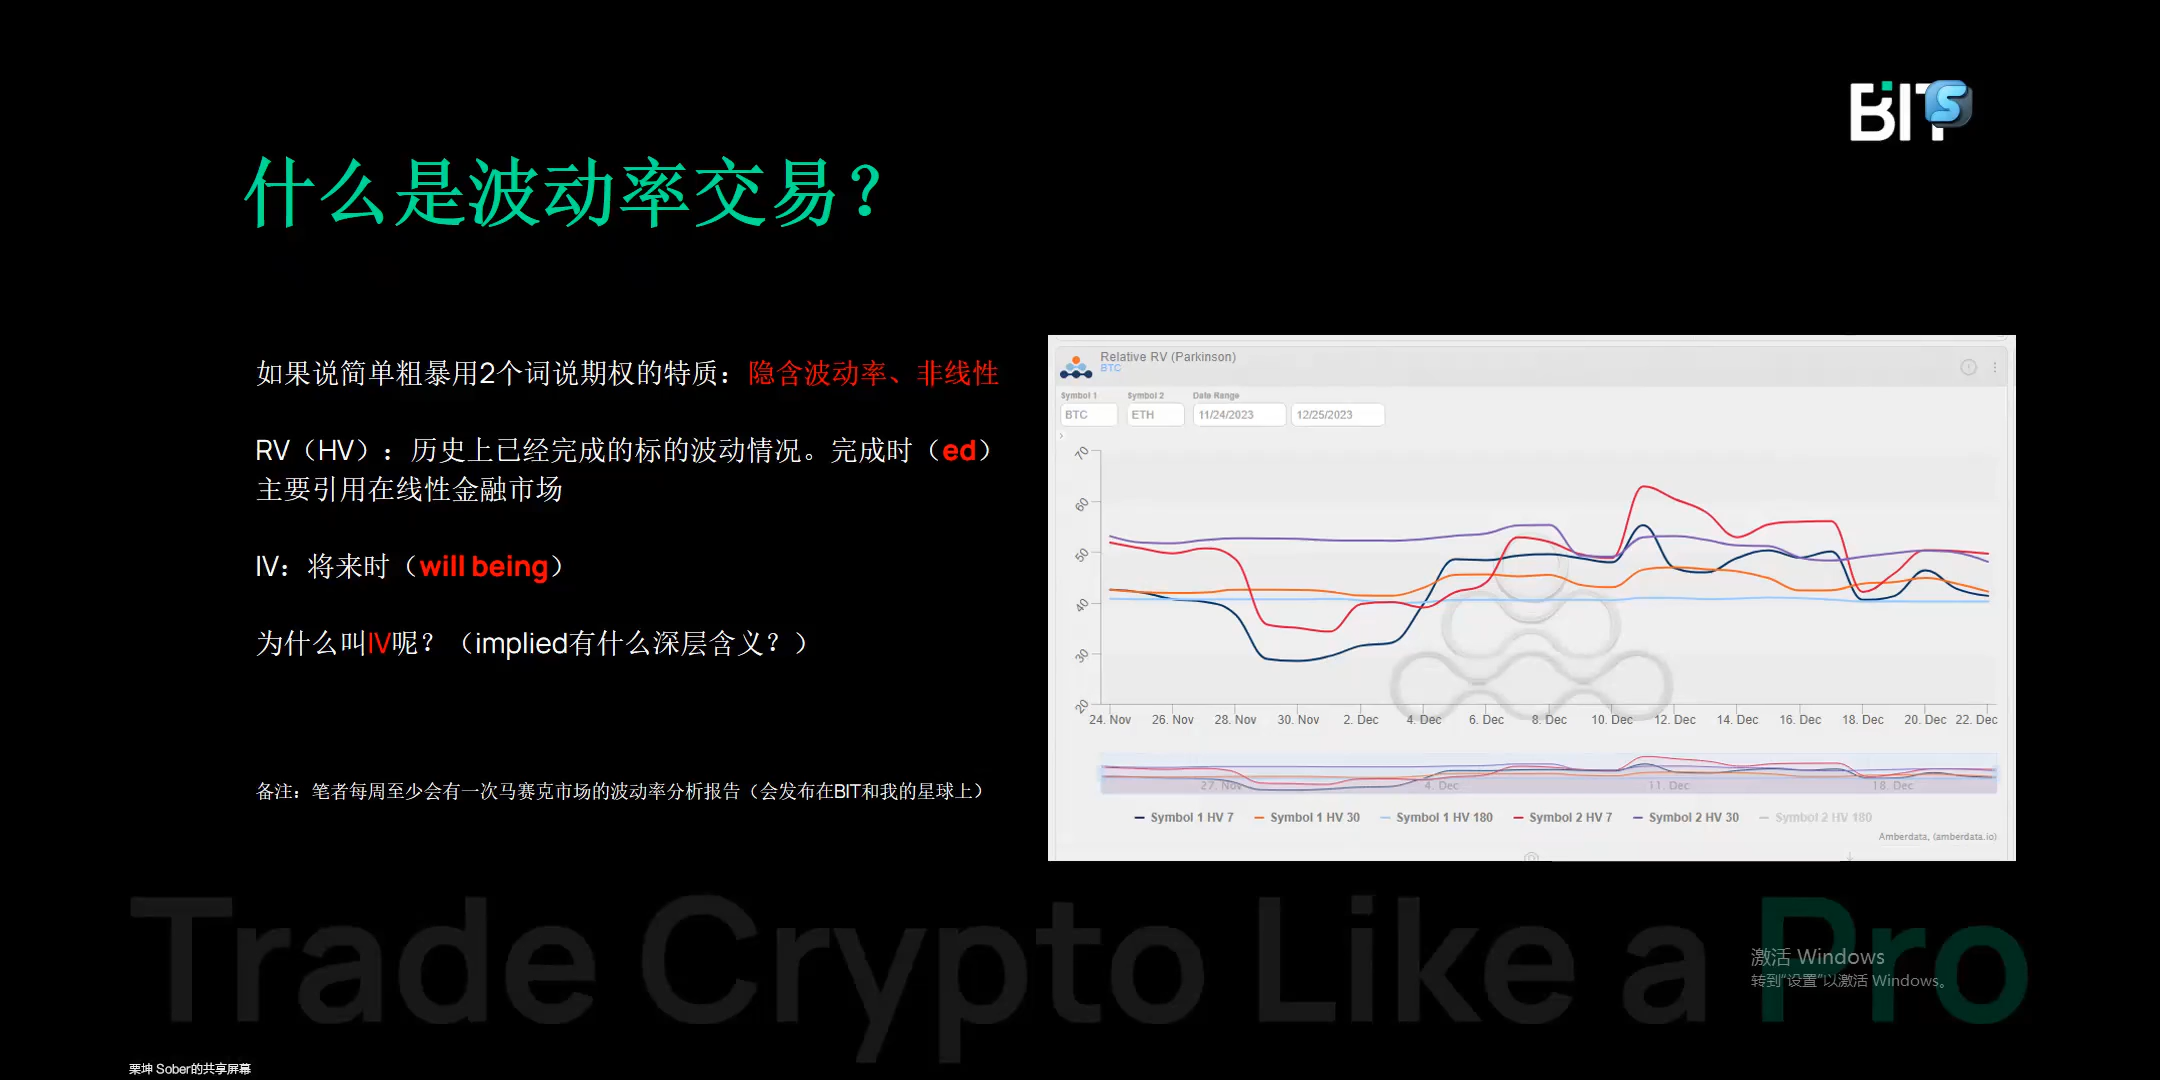 BIT
什么是波动率交易？
如果说简单粗暴用2个词说期权的特质：隐含波动率、非线性
RV（HV）：历史上已经完成的标的波动情况。完成时（ed）
主要引用在线性金融市场
IV：将来时（will being）
为什么叫IV呢？（implied有什么深层含义？）
备注：笔者每周至少会有一次马赛克市场的波动率分析报告（会发布在BIT和我的星球上）
Relative RV (Parkinson)
BTC
Symbol 1 Symbol 2 Date Range
BTC ETH 11/24/2023 12/25/2023
70
60
50
40
30
20
24. Nov 26. Nov 28. Nov 30. Nov 2. Dec 4. Dec 6. Dec 8. Dec 10. Dec 12. Dec 14. Dec 16. Dec 18. Dec 20. Dec 22. Dec
27. Nov 4. Dec 11. Dec 18. Dec
Symbol 1 HV 7 Symbol 1 HV 30 Symbol 1 HV 180 Symbol 2 HV 7 Symbol 2 HV 30 Symbol 2 HV 180
Amberdata, (amberdata.io)
Trade Crypto Like a Pro
激活 Windows
转到“设置”以激活 Windows。
栗坤 Sober的共享屏幕